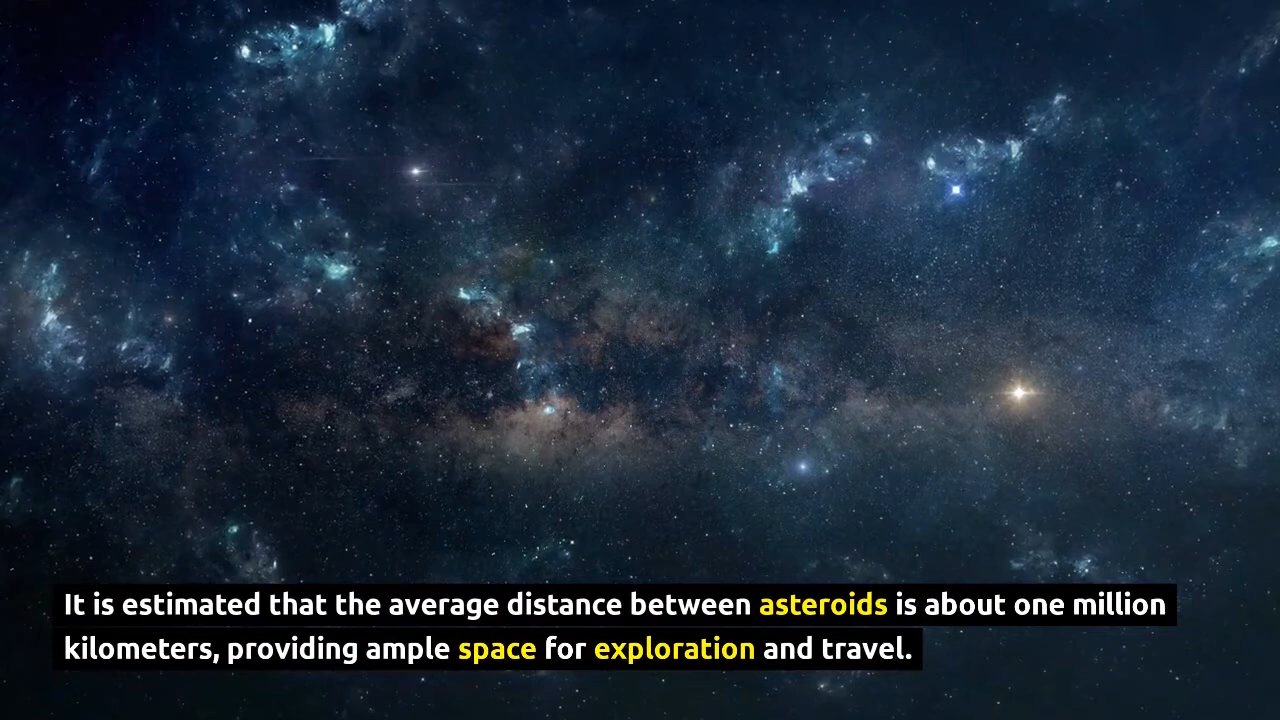 It is estimated that the average distance between asteroids is about one million
kilometers, providing ample space for exploration and travel.